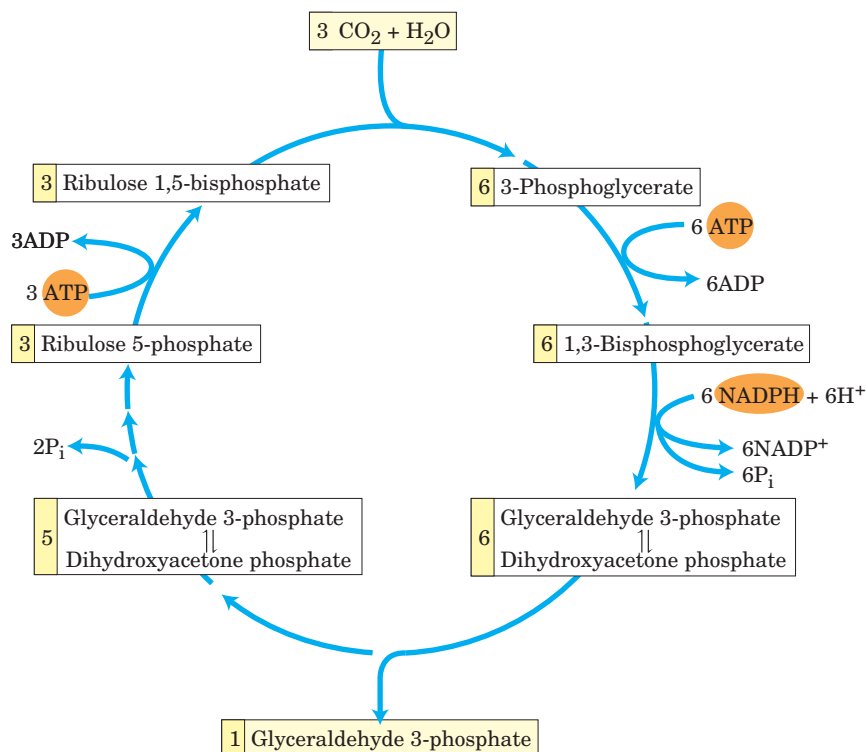 3 CO₂ + H₂O
3 Ribulose 1,5-bisphosphate
6 3-Phosphoglycerate
3ADP
6 ATP
3 ATP
6ADP
3 Ribulose 5-phosphate
6 1,3-Bisphosphoglycerate
6 NADPH + 6H⁺
2Pᵢ
6NADP⁺
6Pᵢ
5 Glyceraldehyde 3-phosphate
⥮
Dihydroxyacetone phosphate
6 Glyceraldehyde 3-phosphate
⥮
Dihydroxyacetone phosphate
1 Glyceraldehyde 3-phosphate